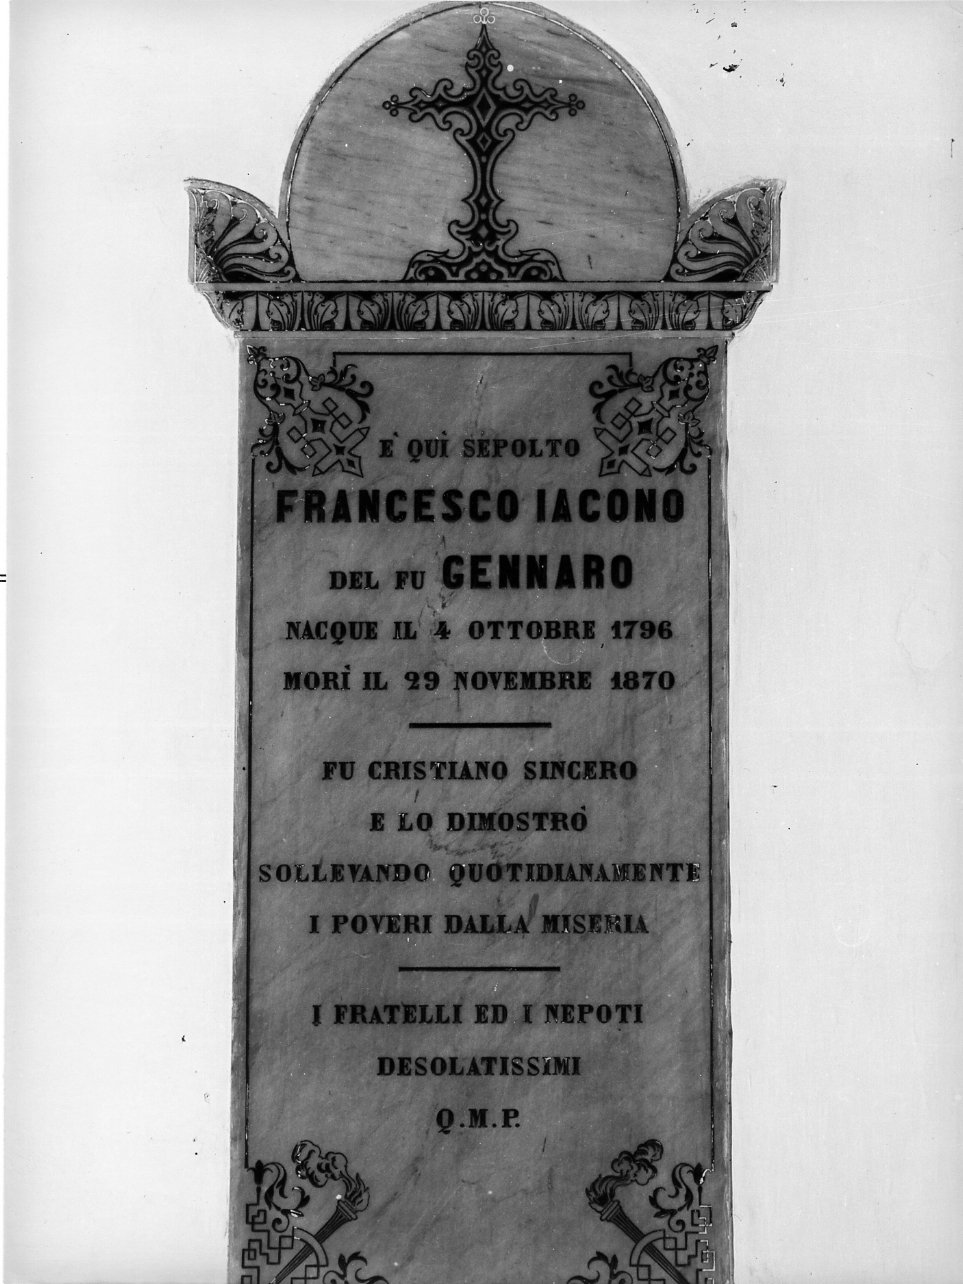 È QUÌ SEPOLTO
FRANCESCO IACONO
DEL FU GENNARO
NACQUE IL 4 OTTOBRE 1796
MORÌ IL 29 NOVEMBRE 1870
FU CRISTIANO SINCERO
E LO DIMOSTRÒ
SOLLEVANDO QUOTIDIANAMENTE
I POVERI DALLA MISERIA
I FRATELLI ED I NEPOTI
DESOLATISSIMI
Q.M.P.